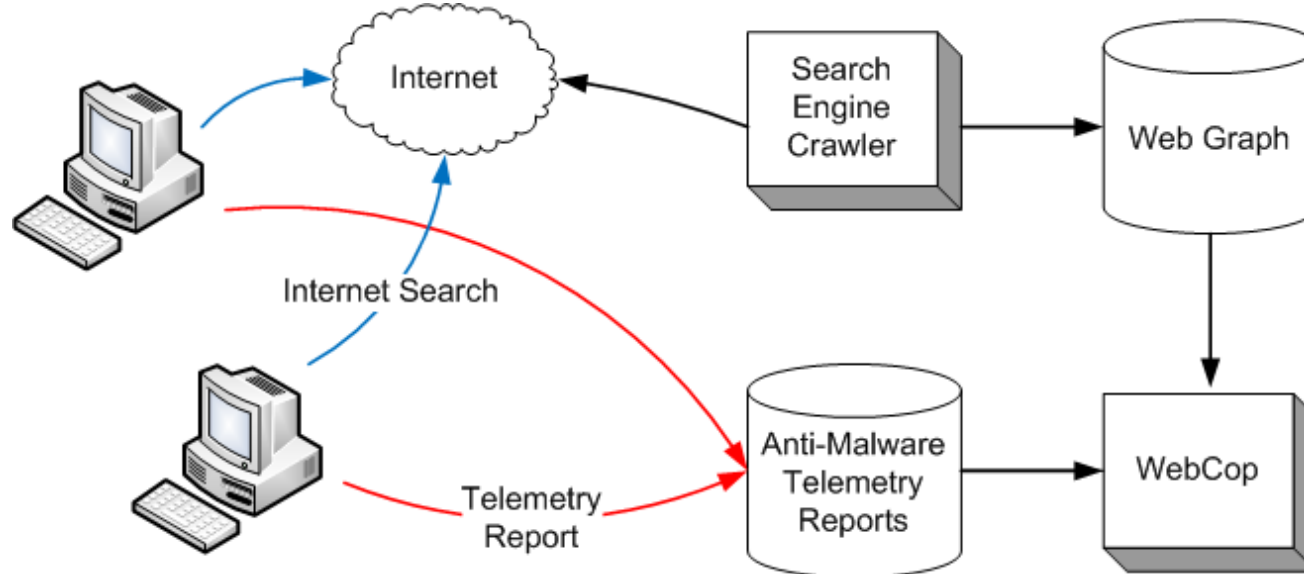 Internet
Search
Engine
Crawler
Web Graph
Internet Search
Anti-Malware
Telemetry
Reports
WebCop
Telemetry
Report